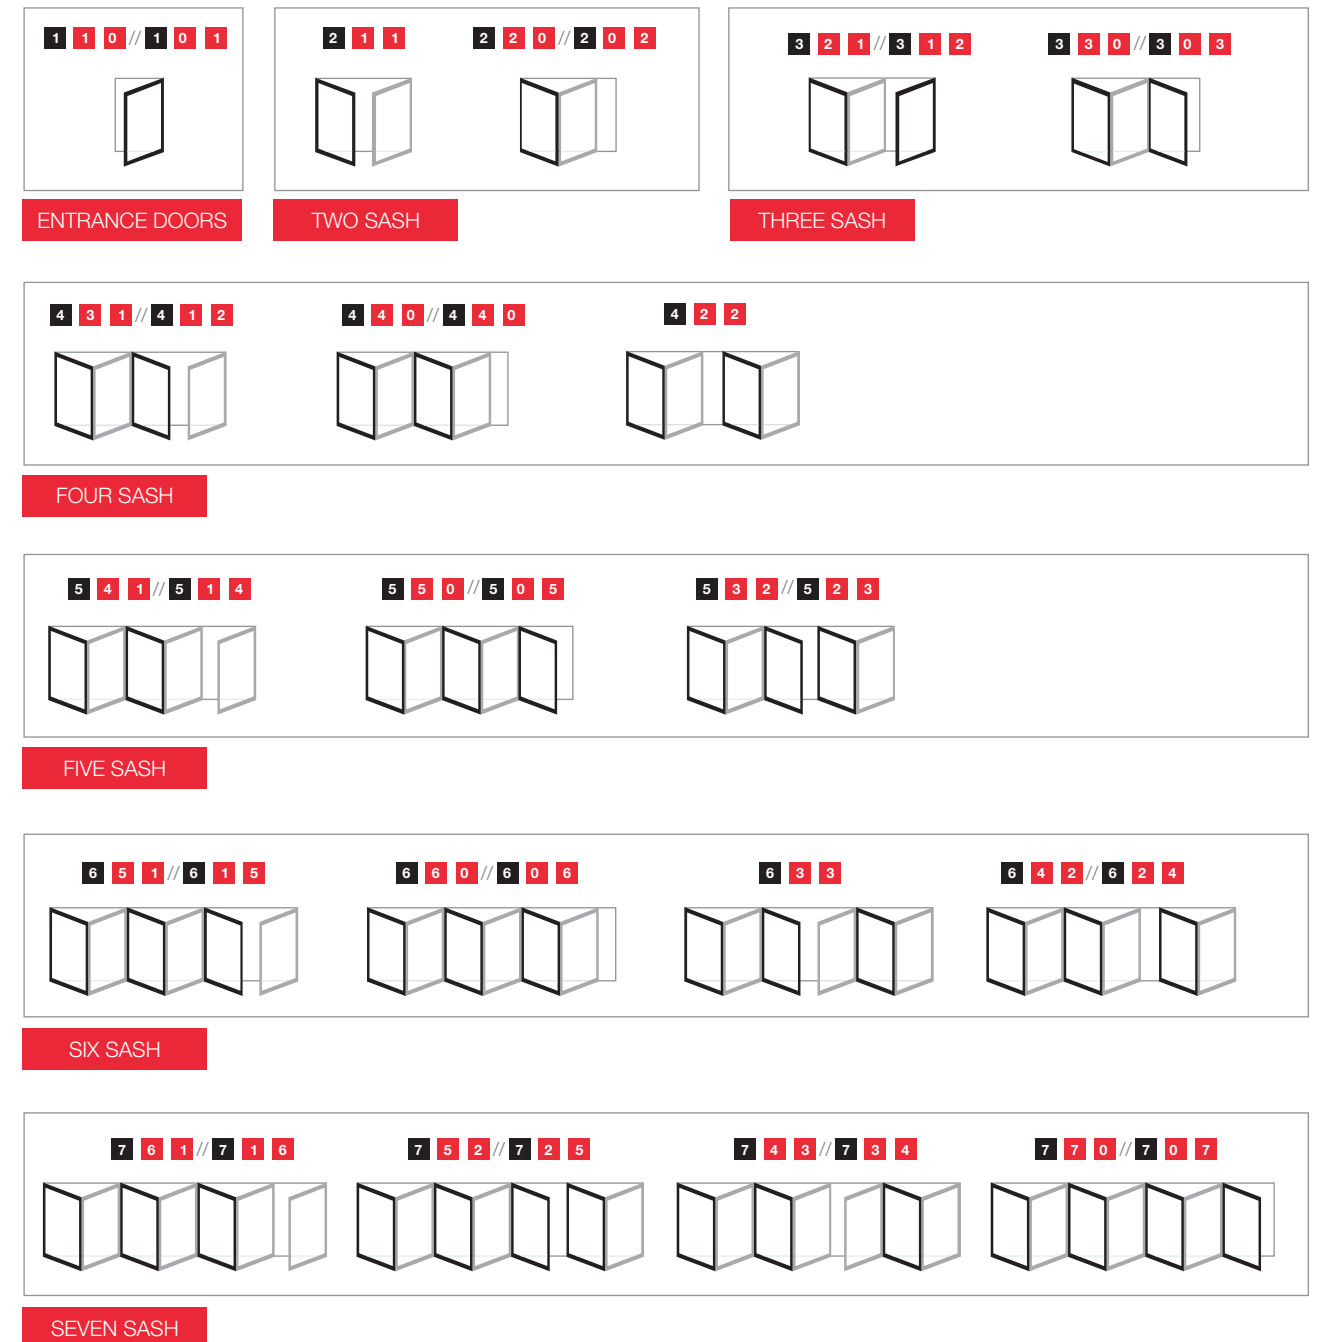 1 1 0//1 0 1
ENTRANCE DOORS
2 1 1
2 2 0//2 0 2
TWO SASH
3 2 1//3 1 2
3 3 0//3 0 3
THREE SASH
4 3 1//4 1 2
4 4 0//4 4 0
4 2 2
FOUR SASH
5 4 1//5 1 4
5 5 0//5 0 5
5 3 2//5 2 3
FIVE SASH
6 5 1//6 1 5
6 6 0//6 0 6
6 3 3
6 4 2//6 2 4
SIX SASH
7 6 1//7 1 6
7 5 2//7 2 5
7 4 3//7 3 4
7 7 0//7 0 7
SEVEN SASH